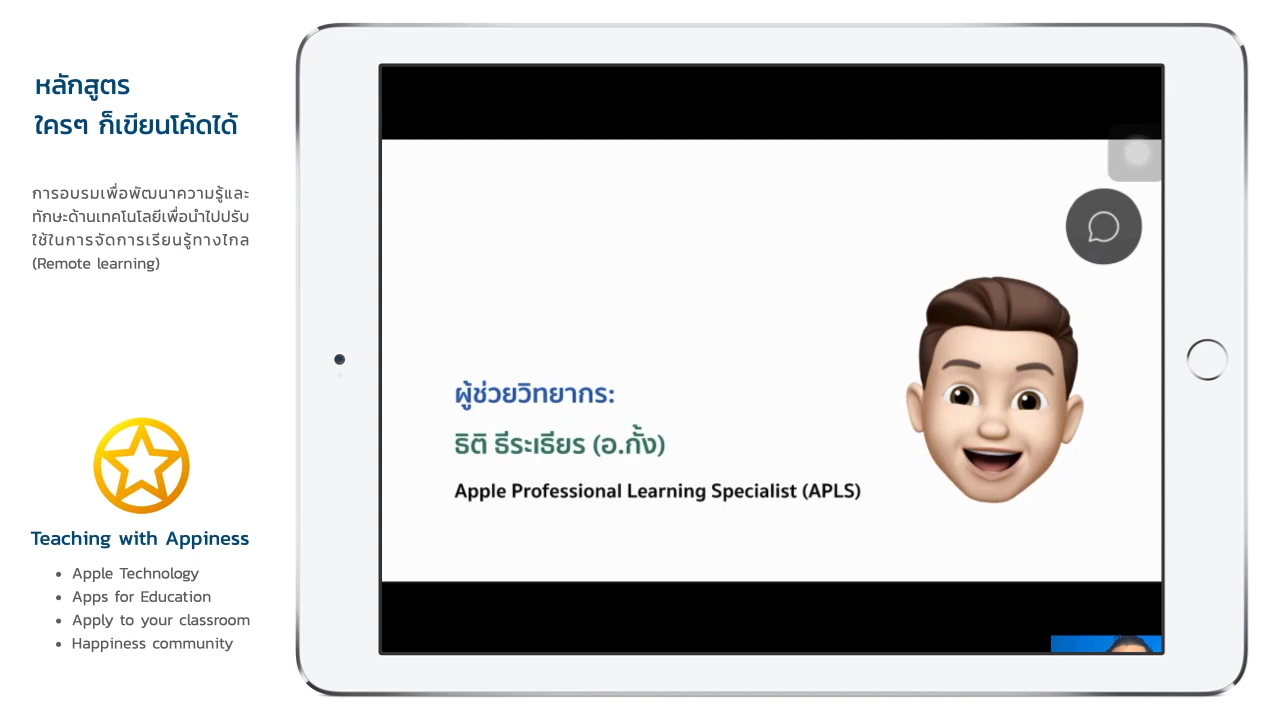 หลักสูตร
ใครๆ ก็เขียนโค้ดได้
การอบรมเพื่อพัฒนาความรู้และ
ทักษะด้านเทคโนโลยีเพื่อนำไปปรับ
ใช้ในการจัดการเรียนรู้ทางไกล
(Remote learning)
Teaching with Appiness
• Apple Technology
• Apps for Education
• Apply to your classroom
• Happiness community
ผู้ช่วยวิทยากร:
ธิติ ธีระเธียร (อ.กั้ง)
Apple Professional Learning Specialist (APLS)